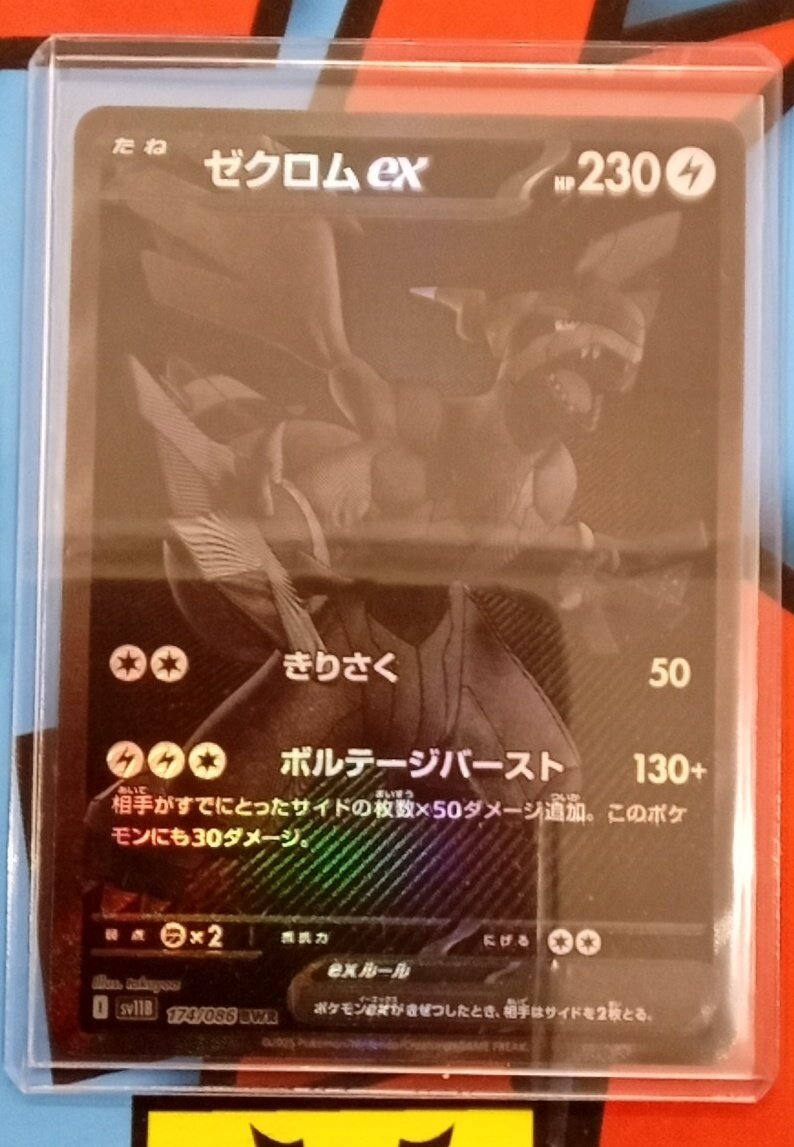 たね ゼクロムex HP230
きりさく 50
ボルテージバースト 130+
相手がすでにとったサイドの枚数×50ダメージ追加。このポケ
モンにも30ダメージ。
弱点 ×2 抵抗力 にげる
exルール
ポケモンexがきぜつしたとき、相手はサイドを2枚とる。
I sv11B 174/086 BWR